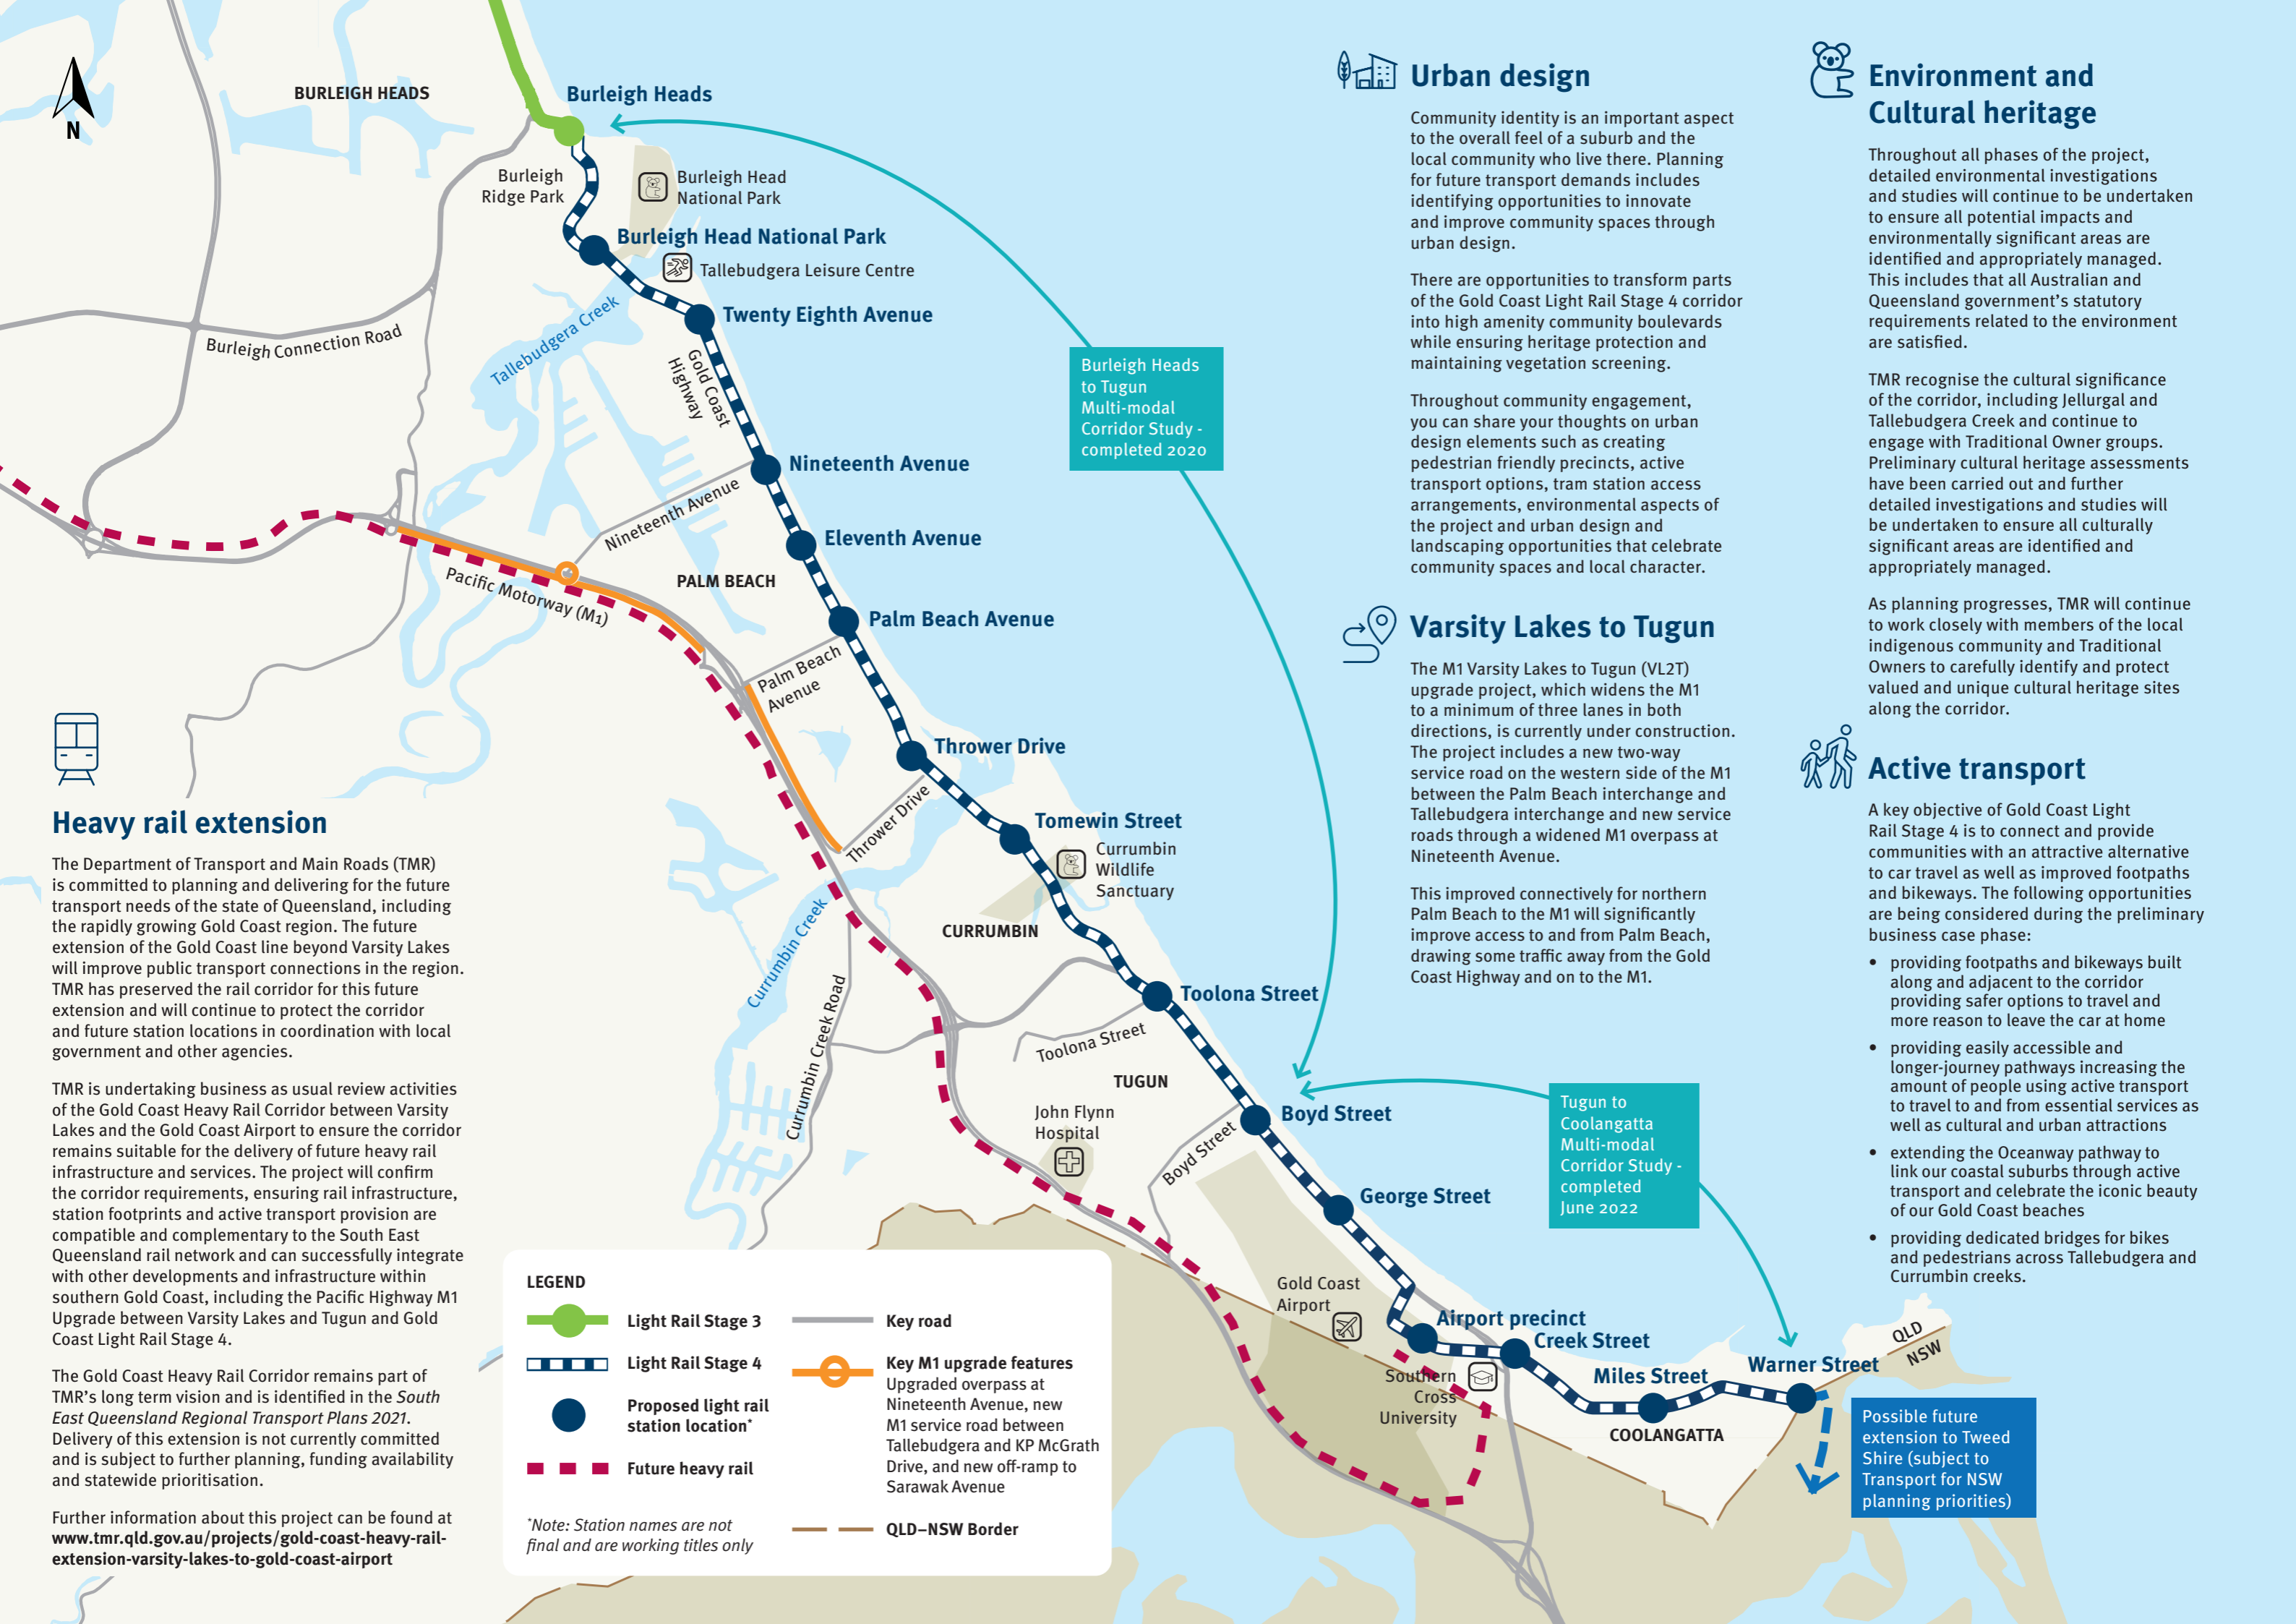 N
BURLEIGH HEADS
Burleigh Heads
Burleigh
Ridge Park
Burleigh Head
National Park
Burleigh Head National Park
Tallebudgera Leisure Centre
Twenty Eighth Avenue
Burleigh Connection Road
Tallebudgera Creek
Gold Coast
Highway
Nineteenth Avenue
Nineteenth Avenue
Eleventh Avenue
PALM BEACH
Pacific Motorway (M1)
Palm Beach Avenue
Palm Beach
Avenue
Thrower Drive
Thrower Drive
Tomewin Street
Currumbin
Wildlife
Sanctuary
CURRUMBIN
Currumbin Creek
Currumbin Creek Road
Toolona Street
Toolona Street
TUGUN
John Flynn
Hospital
Boyd Street
Boyd Street
George Street
Gold Coast
Airport
Airport precinct
Creek Street
Southern
Cross
University
Miles Street
Warner Street
COOLANGATTA
QLD
NSW
Burleigh Heads
to Tugun
Multi-modal
Corridor Study -
completed 2020
Tugun to
Coolangatta
Multi-modal
Corridor Study -
completed
June 2022
Possible future
extension to Tweed
Shire (subject to
Transport for NSW
planning priorities)
Heavy rail extension
The Department of Transport and Main Roads (TMR)
is committed to planning and delivering for the future
transport needs of the state of Queensland, including
the rapidly growing Gold Coast region. The future
extension of the Gold Coast line beyond Varsity Lakes
will improve public transport connections in the region.
TMR has preserved the rail corridor for this future
extension and will continue to protect the corridor
and future station locations in coordination with local
government and other agencies.
TMR is undertaking business as usual review activities
of the Gold Coast Heavy Rail Corridor between Varsity
Lakes and the Gold Coast Airport to ensure the corridor
remains suitable for the delivery of future heavy rail
infrastructure and services. The project will confirm
the corridor requirements, ensuring rail infrastructure,
station footprints and active transport provision are
compatible and complementary to the South East
Queensland rail network and can successfully integrate
with other developments and infrastructure within
southern Gold Coast, including the Pacific Highway M1
Upgrade between Varsity Lakes and Tugun and Gold
Coast Light Rail Stage 4.
The Gold Coast Heavy Rail Corridor remains part of
TMR's long term vision and is identified in the South
East Queensland Regional Transport Plans 2021.
Delivery of this extension is not currently committed
and is subject to further planning, funding availability
and statewide prioritisation.
Further information about this project can be found at
www.tmr.qld.gov.au/projects/gold-coast-heavy-rail-
extension-varsity-lakes-to-gold-coast-airport
LEGEND
Light Rail Stage 3
Light Rail Stage 4
Proposed light rail
station location*
Future heavy rail
*Note: Station names are not
final and are working titles only
Key road
Key M1 upgrade features
Upgraded overpass at
Nineteenth Avenue, new
M1 service road between
Tallebudgera and KP McGrath
Drive, and new off-ramp to
Sarawak Avenue
QLD–NSW Border
Urban design
Community identity is an important aspect
to the overall feel of a suburb and the
local community who live there. Planning
for future transport demands includes
identifying opportunities to innovate
and improve community spaces through
urban design.
There are opportunities to transform parts
of the Gold Coast Light Rail Stage 4 corridor
into high amenity community boulevards
while ensuring heritage protection and
maintaining vegetation screening.
Throughout community engagement,
you can share your thoughts on urban
design elements such as creating
pedestrian friendly precincts, active
transport options, tram station access
arrangements, environmental aspects of
the project and urban design and
landscaping opportunities that celebrate
community spaces and local character.
Varsity Lakes to Tugun
The M1 Varsity Lakes to Tugun (VL2T)
upgrade project, which widens the M1
to a minimum of three lanes in both
directions, is currently under construction.
The project includes a new two-way
service road on the western side of the M1
between the Palm Beach interchange and
Tallebudgera interchange and new service
roads through a widened M1 overpass at
Nineteenth Avenue.
This improved connectively for northern
Palm Beach to the M1 will significantly
improve access to and from Palm Beach,
drawing some traffic away from the Gold
Coast Highway and on to the M1.
Environment and
Cultural heritage
Throughout all phases of the project,
detailed environmental investigations
and studies will continue to be undertaken
to ensure all potential impacts and
environmentally significant areas are
identified and appropriately managed.
This includes that all Australian and
Queensland government's statutory
requirements related to the environment
are satisfied.
TMR recognise the cultural significance
of the corridor, including Jellurgal and
Tallebudgera Creek and continue to
engage with Traditional Owner groups.
Preliminary cultural heritage assessments
have been carried out and further
detailed investigations and studies will
be undertaken to ensure all culturally
significant areas are identified and
appropriately managed.
As planning progresses, TMR will continue
to work closely with members of the local
indigenous community and Traditional
Owners to carefully identify and protect
valued and unique cultural heritage sites
along the corridor.
Active transport
A key objective of Gold Coast Light
Rail Stage 4 is to connect and provide
communities with an attractive alternative
to car travel as well as improved footpaths
and bikeways. The following opportunities
are being considered during the preliminary
business case phase:
• providing footpaths and bikeways built
along and adjacent to the corridor
providing safer options to travel and
more reason to leave the car at home
• providing easily accessible and
longer-journey pathways increasing the
amount of people using active transport
to travel to and from essential services as
well as cultural and urban attractions
• extending the Oceanway pathway to
link our coastal suburbs through active
transport and celebrate the iconic beauty
of our Gold Coast beaches
• providing dedicated bridges for bikes
and pedestrians across Tallebudgera and
Currumbin creeks.